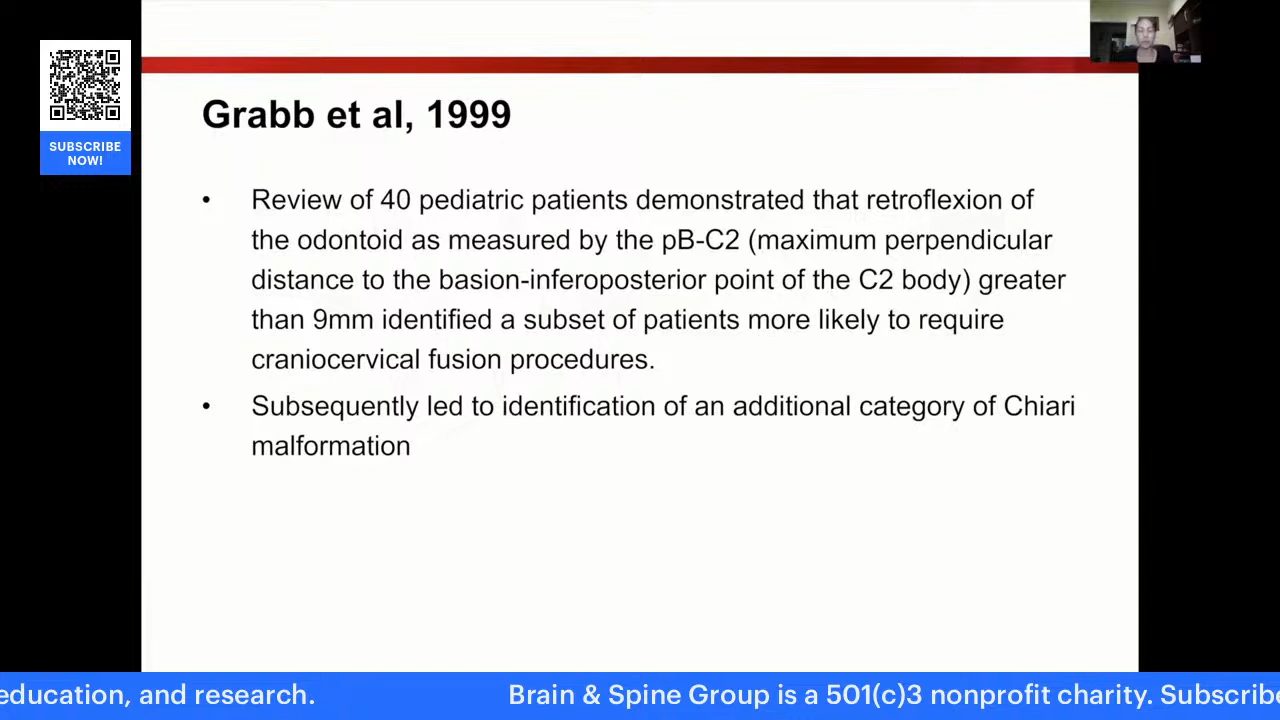 SUBSCRIBE
NOW!
Grabb et al, 1999
• Review of 40 pediatric patients demonstrated that retroflexion of
the odontoid as measured by the pB-C2 (maximum perpendicular
distance to the basion-inferoposterior point of the C2 body) greater
than 9mm identified a subset of patients more likely to require
craniocervical fusion procedures.
• Subsequently led to identification of an additional category of Chiari
malformation
education, and research. Brain & Spine Group is a 501(c)3 nonprofit charity. Subscribe